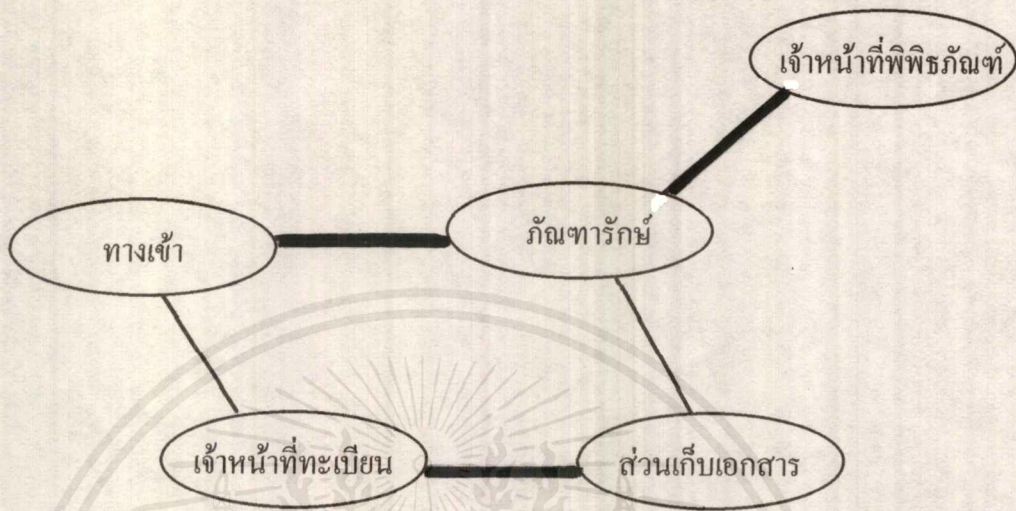 เจ้าหน้าที่พิพิธภัณฑ์
ทางเข้า
ภัณฑารักษ์
เจ้าหน้าที่ทะเบียน
ส่วนเก็บเอกสาร